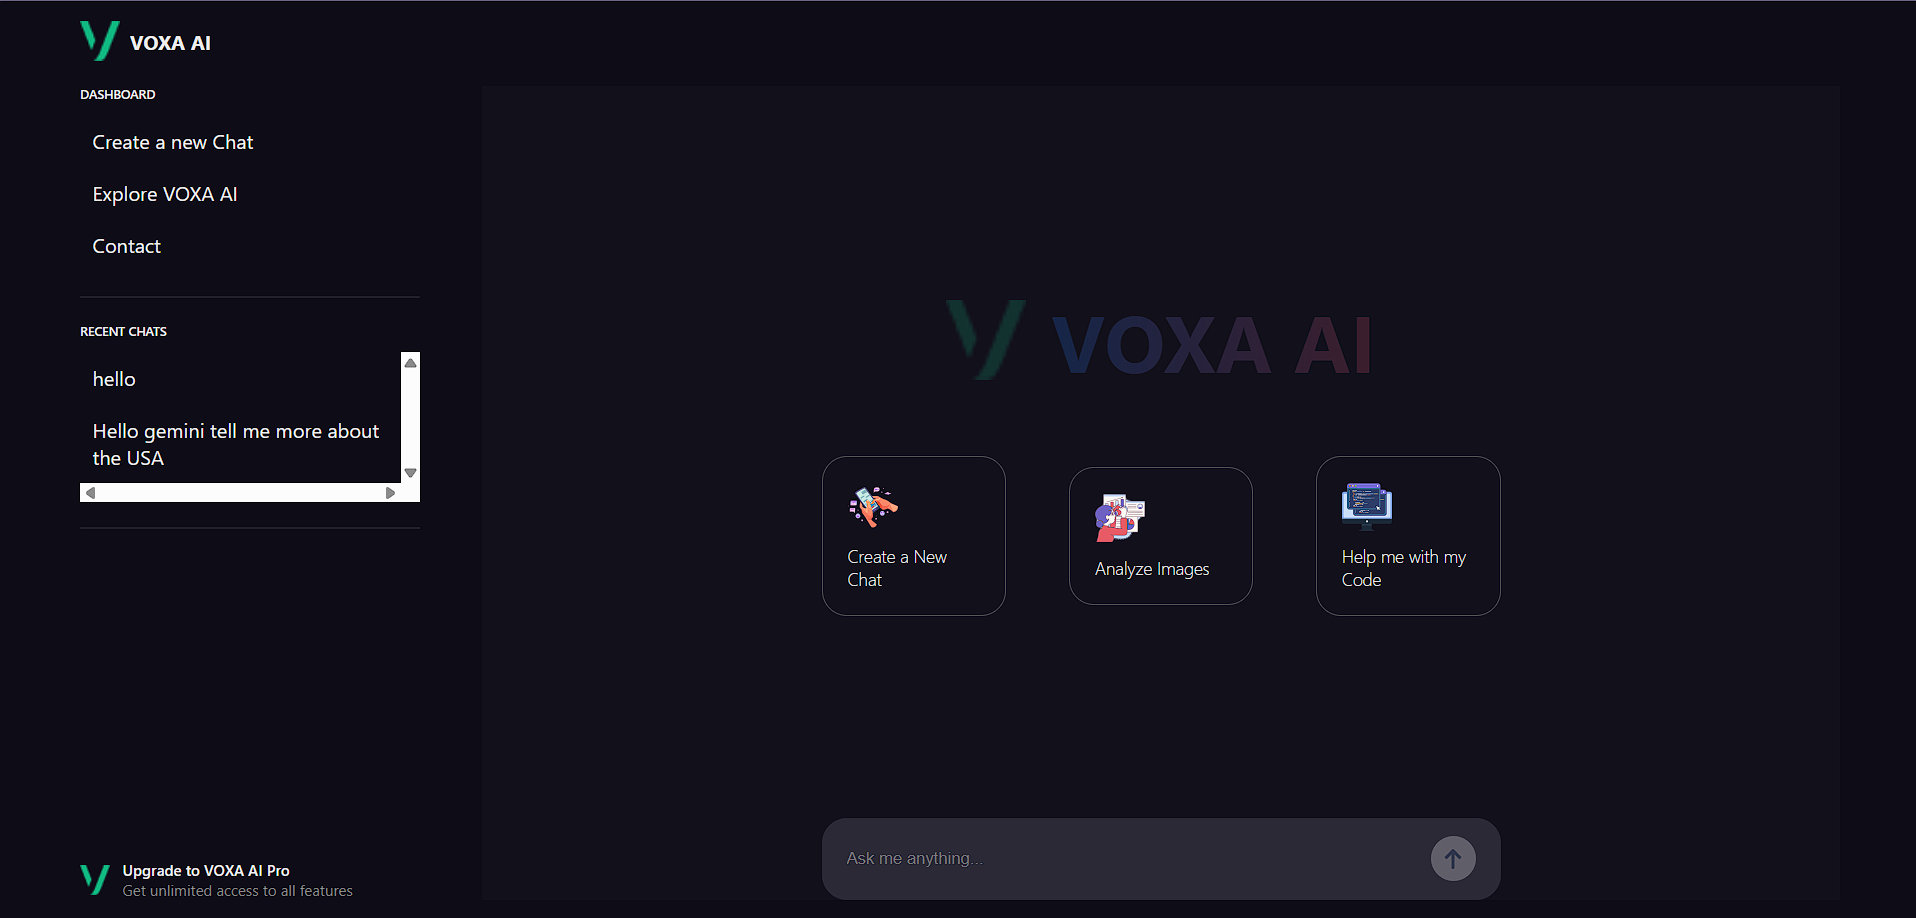 VOXA AI
DASHBOARD
Create a new Chat
Explore VOXA AI
Contact
RECENT CHATS
hello
Hello gemini tell me more about
the USA
Upgrade to VOXA AI Pro
Get unlimited access to all features
VOXA AI
Create a New
Chat
Analyze Images
Help me with my
Code
Ask me anything...